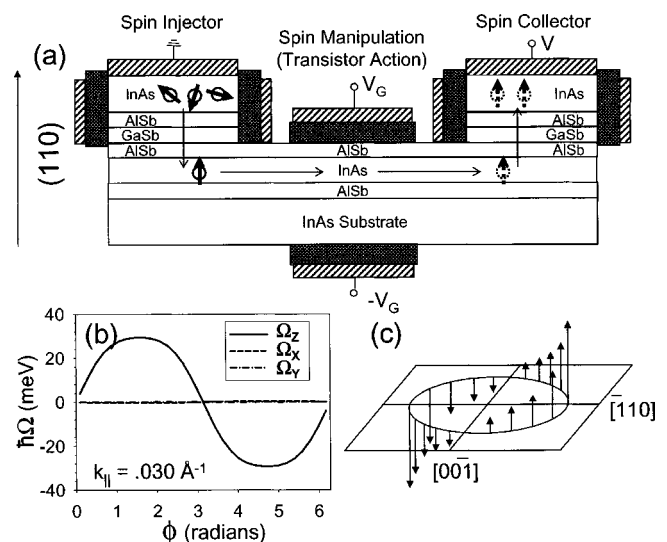 Spin Injector
Spin Collector
(a)
Spin Manipulation
(Transistor Action)
V
V_G
InAs
InAs
AlSb
AlSb
GaSb
GaSb
AlSb
AlSb
AlSb
InAs
AlSb
(110)
InAs Substrate
-V_G
(b)
(c)
40
20
0
-20
-40
ħΩ (meV)
Ω_Z
Ω_X
Ω_Y
k_|| = .030 Å⁻¹
0 1 2 3 4 5 6
ϕ (radians)
[1̄10]
[001̄]